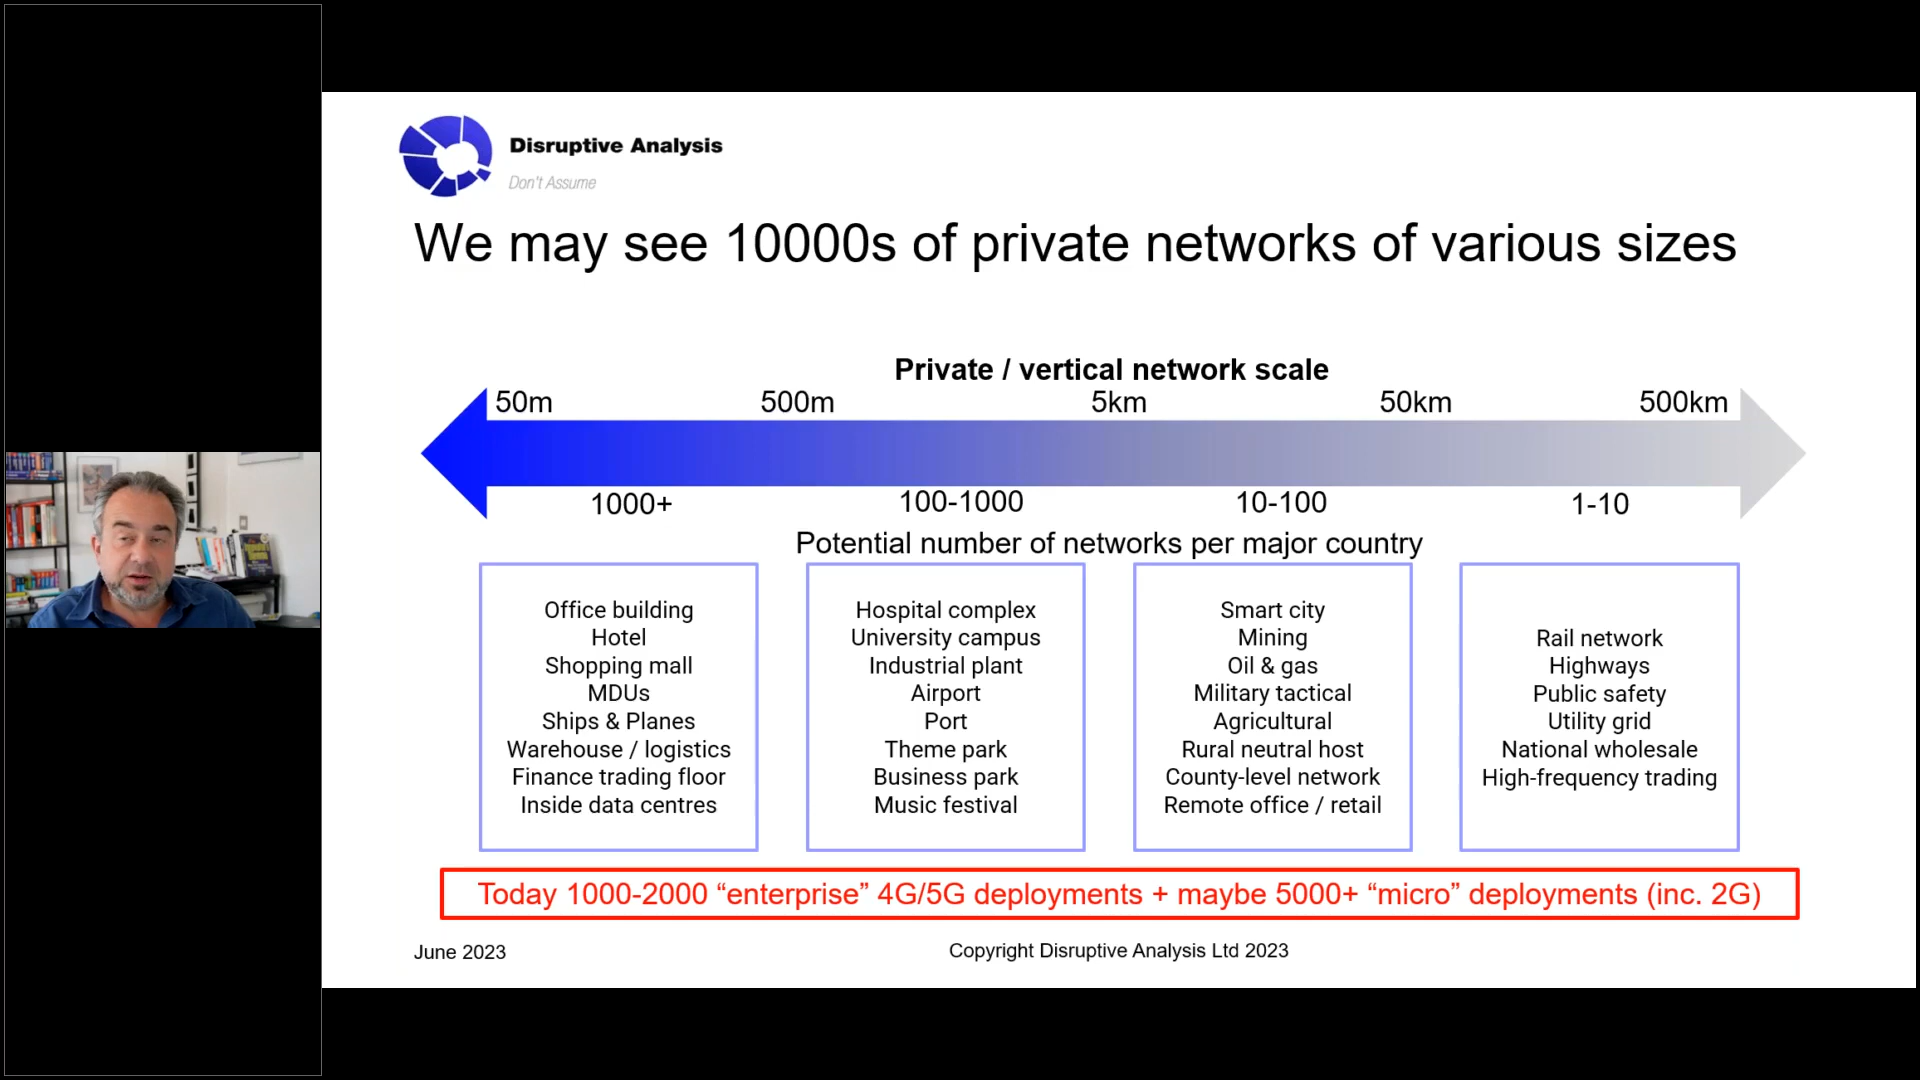 Disruptive Analysis
Don't Assume
We may see 10000s of private networks of various sizes
Private / vertical network scale
50m 500m 5km 50km 500km
1000+ 100-1000 10-100 1-10
Potential number of networks per major country
Office building
Hotel
Shopping mall
MDUs
Ships & Planes
Warehouse / logistics
Finance trading floor
Inside data centres
Hospital complex
University campus
Industrial plant
Airport
Port
Theme park
Business park
Music festival
Smart city
Mining
Oil & gas
Military tactical
Agricultural
Rural neutral host
County-level network
Remote office / retail
Rail network
Highways
Public safety
Utility grid
National wholesale
High-frequency trading
Today 1000-2000 “enterprise” 4G/5G deployments + maybe 5000+ “micro” deployments (inc. 2G)
June 2023
Copyright Disruptive Analysis Ltd 2023